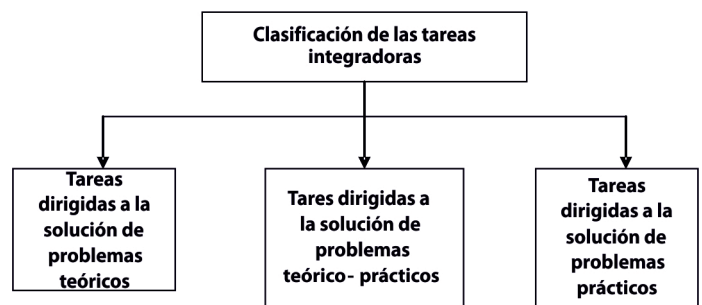 Clasificación de las tareas
integradoras
Tareas
dirigidas a la
solución de
problemas
teóricos
Tares dirigidas a
la solución de
problemas
teórico- prácticos
Tareas
dirigidas a la
solución de
problemas
prácticos